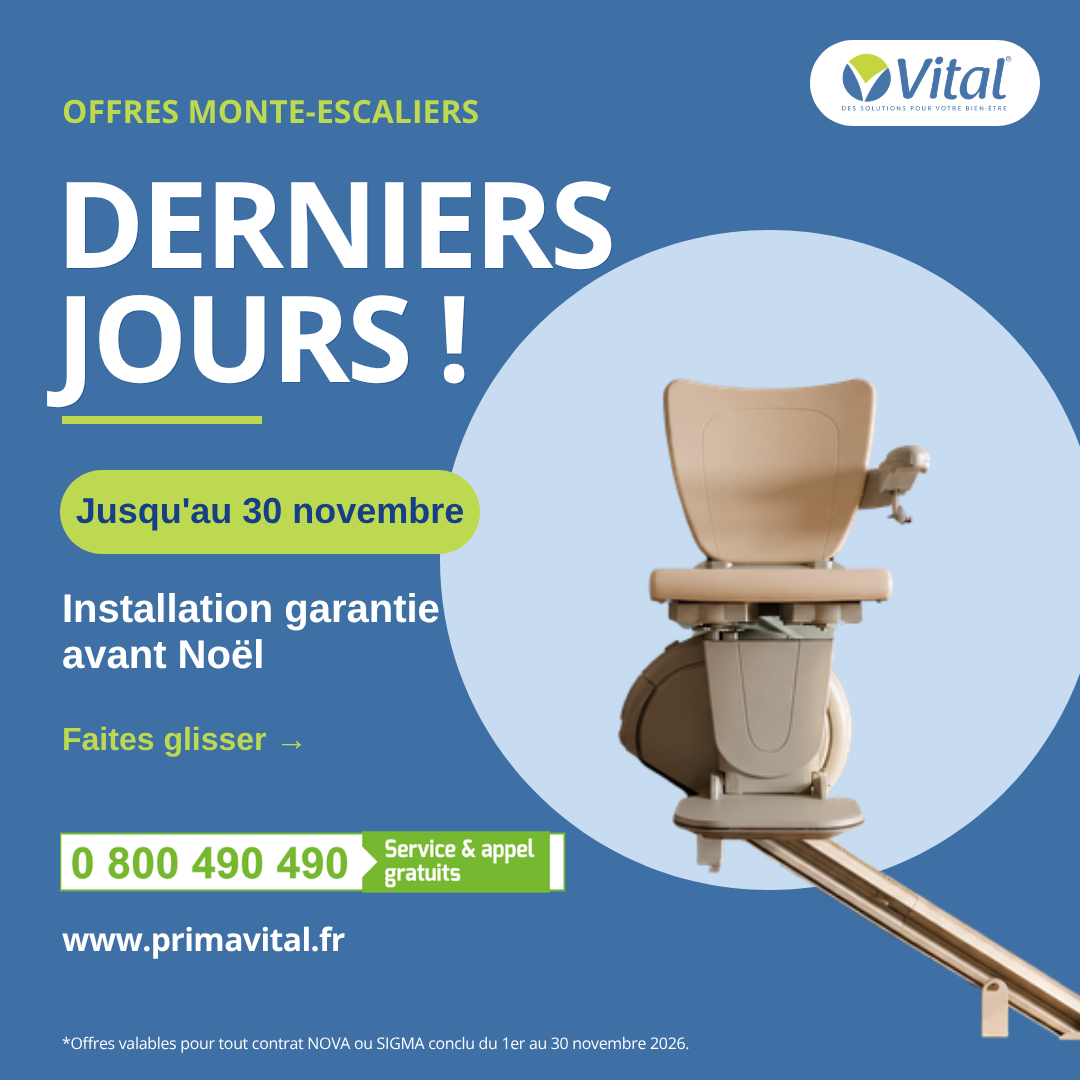 Vital®
DES SOLUTIONS POUR VOTRE BIEN-ÊTRE
OFFRES MONTE-ESCALIERS
DERNIERS
JOURS !
Jusqu'au 30 novembre
Installation garantie
avant Noël
Faites glisser →
0 800 490 490
Service & appel
gratuits
www.primavital.fr
*Offres valables pour tout contrat NOVA ou SIGMA conclu du 1er au 30 novembre 2026.